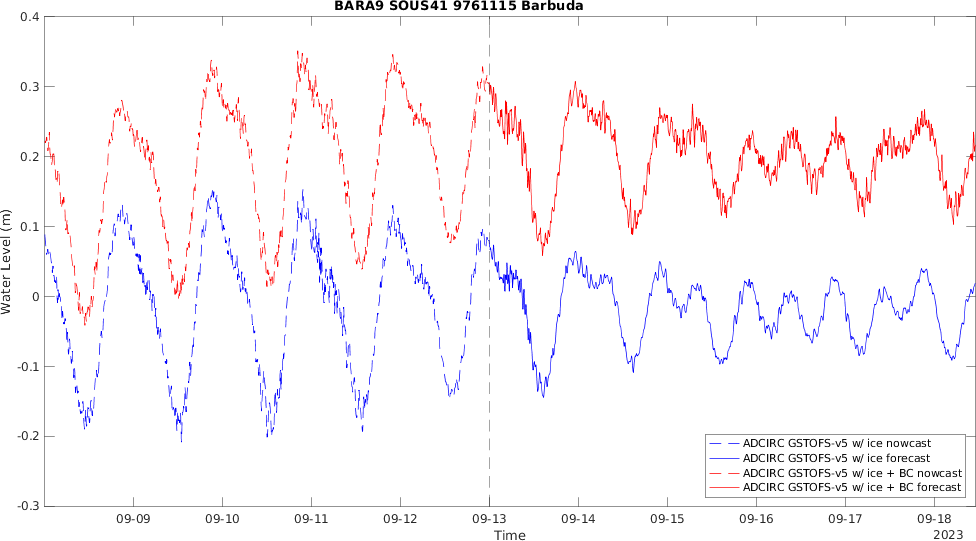 BARA9 SOUS41 9761115 Barbuda
0.4
0.3
0.2
0.1
0
-0.1
-0.2
-0.3
Water Level (m)
ADCIRC GSTOFS-v5 w/ ice nowcast
ADCIRC GSTOFS-v5 w/ ice forecast
ADCIRC GSTOFS-v5 w/ ice + BC nowcast
ADCIRC GSTOFS-v5 w/ ice + BC forecast
09-09 09-10 09-11 09-12 09-13 09-14 09-15 09-16 09-17 09-18
Time
2023